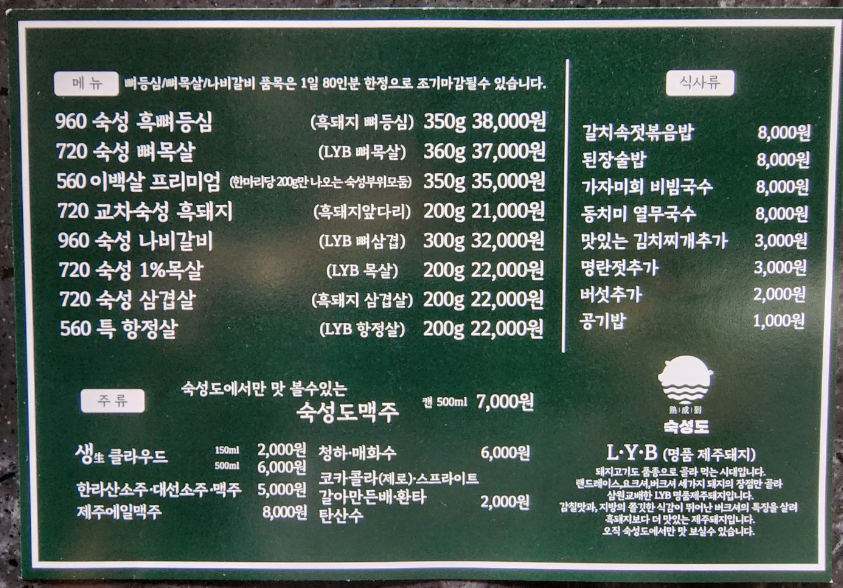 메 뉴
뼈등심/뼈목살/나비갈비 품목은 1일 80인분 한정으로 조기마감될수 있습니다.
960 숙성 흑뼈등심 (흑돼지 뼈등심) 350g 38,000원
720 숙성 뼈목살 (LYB 뼈목살) 360g 37,000원
560 이백살 프리미엄 (한마리당 200g만 나오는 숙성부위모둠) 350g 35,000원
720 교차숙성 흑돼지 (흑돼지앞다리) 200g 21,000원
960 숙성 나비갈비 (LYB 뼈삼겹) 300g 32,000원
720 숙성 1%목살 (LYB 목살) 200g 22,000원
720 숙성 삼겹살 (흑돼지 삼겹살) 200g 22,000원
560 특 항정살 (LYB 항정살) 200g 22,000원
식사류
갈치속젓볶음밥 8,000원
된장술밥 8,000원
가자미회 비빔국수 8,000원
동치미 열무국수 8,000원
맛있는 김치찌개추가 3,000원
명란젓추가 3,000원
버섯추가 2,000원
공기밥 1,000원
주 류
숙성도에서만 맛 볼수있는
숙성도맥주 캔 500ml 7,000원
생生 클라우드 150ml 2,000원
500ml 6,000원
한라산소주·대선소주·맥주 5,000원
제주에일맥주 8,000원
청하·매화수 6,000원
코카콜라(제로)·스프라이트
갈아만든배·환타 2,000원
탄산수
熟成到
숙성도
L·Y·B (명품 제주돼지)
돼지고기도 품종으로 골라 먹는 시대입니다.
랜드레이스,요크셔,버크셔 세가지 돼지의 장점만 골라
삼원교배한 LYB 명품제주돼지입니다.
감칠맛과, 지방의 쫄깃한 식감이 뛰어난 버크셔의 특징을 살려
흑돼지보다 더 맛있는 제주돼지입니다.
오직 숙성도에서만 맛 보실수 있습니다.